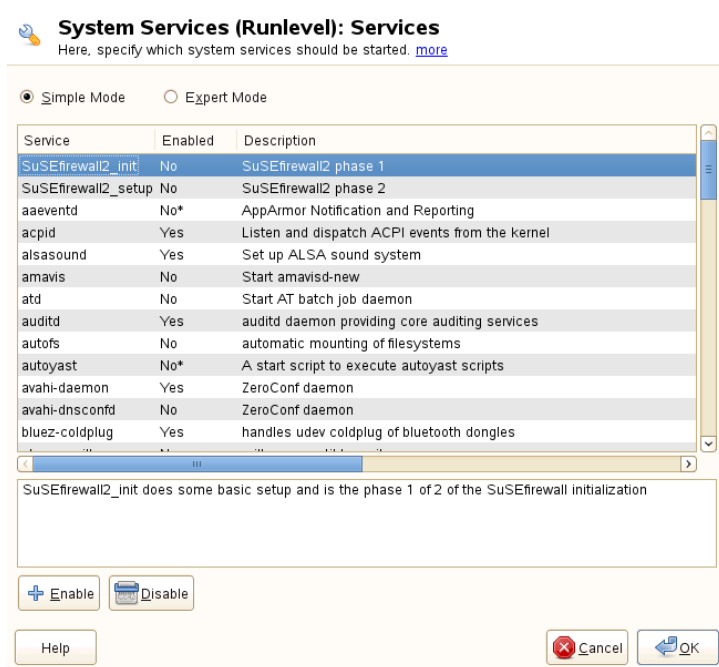 System Services (Runlevel): Services
Here, specify which system services should be started. more
Simple Mode Expert Mode
Service Enabled Description
SuSEfirewall2_init No SuSEfirewall2 phase 1
SuSEfirewall2_setup No SuSEfirewall2 phase 2
aaeventd No* AppArmor Notification and Reporting
acpid Yes Listen and dispatch ACPI events from the kernel
alsasound Yes Set up ALSA sound system
amavis No Start amavisd-new
atd No Start AT batch job daemon
auditd Yes auditd daemon providing core auditing services
autofs No automatic mounting of filesystems
autoyast No* A start script to execute autoyast scripts
avahi-daemon Yes ZeroConf daemon
avahi-dnsconfd No ZeroConf daemon
bluez-coldplug Yes handles udev coldplug of bluetooth dongles
SuSEfirewall2_init does some basic setup and is the phase 1 of 2 of the SuSEfirewall initialization
Enable Disable
Help Cancel OK